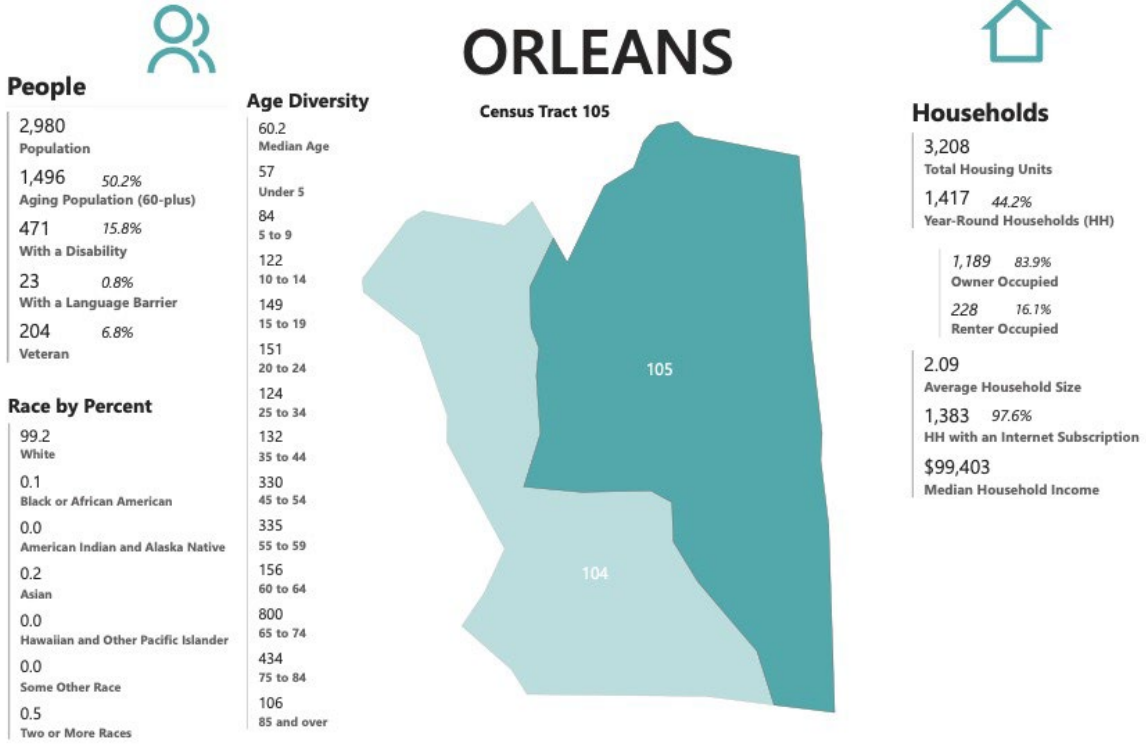 ORLEANS
Census Tract 105
People
2,980
Population
1,496 50.2%
Aging Population (60-plus)
471 15.8%
With a Disability
23 0.8%
With a Language Barrier
204 6.8%
Veteran
Race by Percent
99.2
White
0.1
Black or African American
0.0
American Indian and Alaska Native
0.2
Asian
0.0
Hawaiian and Other Pacific Islander
0.0
Some Other Race
0.5
Two or More Races
Age Diversity
60.2
Median Age
57
Under 5
84
5 to 9
122
10 to 14
149
15 to 19
151
20 to 24
124
25 to 34
132
35 to 44
330
45 to 54
335
55 to 59
156
60 to 64
800
65 to 74
434
75 to 84
106
85 and over
105
104
Households
3,208
Total Housing Units
1,417 44.2%
Year-Round Households (HH)
1,189 83.9%
Owner Occupied
228 16.1%
Renter Occupied
2.09
Average Household Size
1,383 97.6%
HH with an Internet Subscription
$99,403
Median Household Income